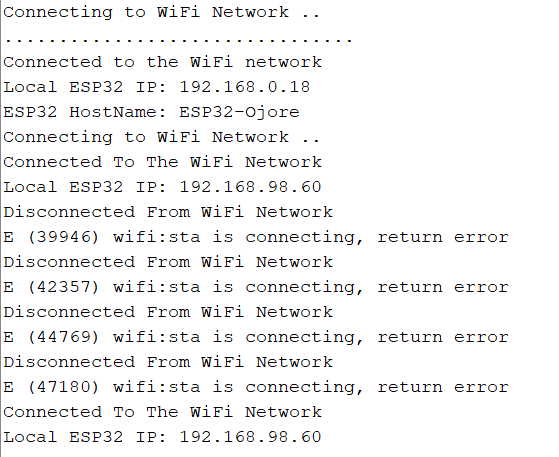 Connecting to WiFi Network ..
................................
Connected to the WiFi network
Local ESP32 IP: 192.168.0.18
ESP32 HostName: ESP32-Ojore
Connecting to WiFi Network ..
Connected To The WiFi Network
Local ESP32 IP: 192.168.98.60
Disconnected From WiFi Network
E (39946) wifi:sta is connecting, return error
Disconnected From WiFi Network
E (42357) wifi:sta is connecting, return error
Disconnected From WiFi Network
E (44769) wifi:sta is connecting, return error
Disconnected From WiFi Network
E (47180) wifi:sta is connecting, return error
Connected To The WiFi Network
Local ESP32 IP: 192.168.98.60